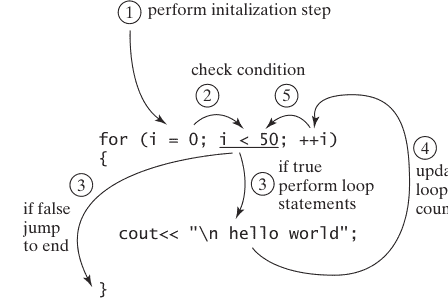 1 perform initalization step
check condition
2
5
for (i = 0; i < 50; ++i)
{
3
if false
jump
to end
3
if true
perform loop
statements
4
loop
cout<< "\n hello world";
}